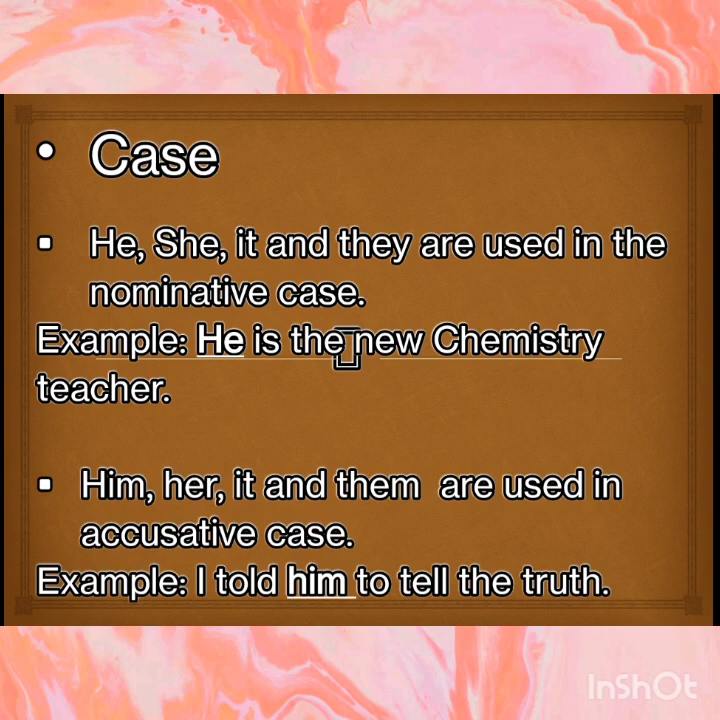 • Case
▪ He, She, it and they are used in the
nominative case.
Example: He is the new Chemistry
teacher.
▪ Him, her, it and them are used in
accusative case.
Example: I told him to tell the truth.
InShOt